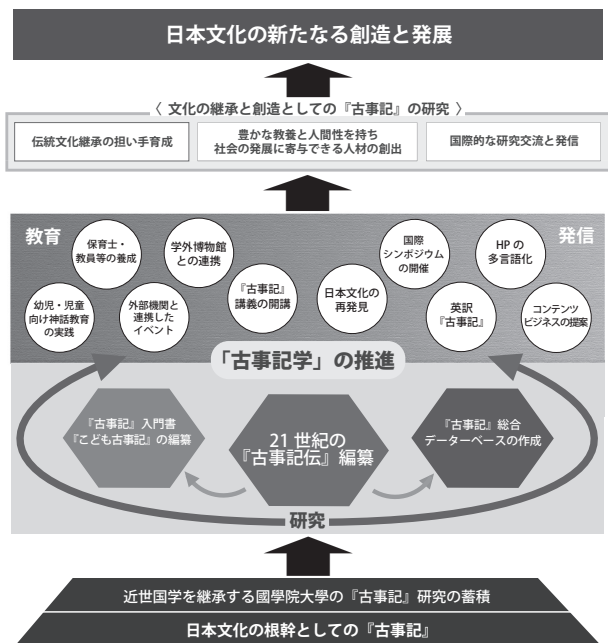 日本文化の新たなる創造と発展
〈 文化の継承と創造としての『古事記』の研究 〉
伝統文化継承の担い手育成
豊かな教養と人間性を持ち
社会の発展に寄与できる人材の創出
国際的な研究交流と発信
教育
発信
保育士・
教員等の養成
学外博物館
との連携
国際
シンポジウム
の開催
HP の
多言語化
幼児・児童
向け神話教育
の実践
外部機関と
連携した
イベント
『古事記』
講義の開講
日本文化の
再発見
英訳
『古事記』
コンテンツ
ビジネスの提案
「古事記学」の推進
『古事記』入門書
『こども古事記』の編纂
21 世紀の
『古事記伝』編纂
『古事記』総合
データーベースの作成
研究
近世国学を継承する國學院大學の『古事記』研究の蓄積
日本文化の根幹としての『古事記』